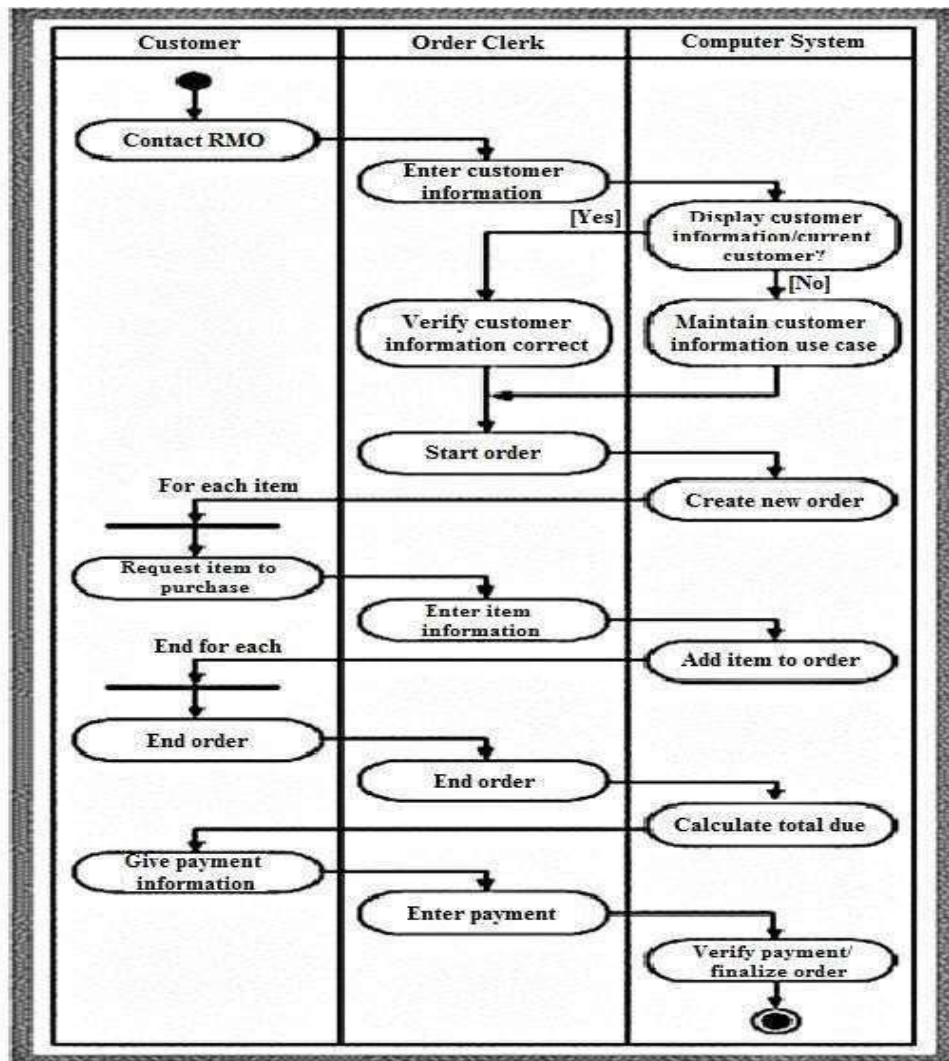 Customer
Order Clerk
Computer System
Contact RMO
Enter customer
information
[Yes]
Display customer
information/current
customer?
[No]
Verify customer
information correct
Maintain customer
information use case
Start order
For each item
Create new order
Request item to
purchase
Enter item
information
End for each
Add item to order
End order
End order
Calculate total due
Give payment
information
Enter payment
Verify payment/
finalize order